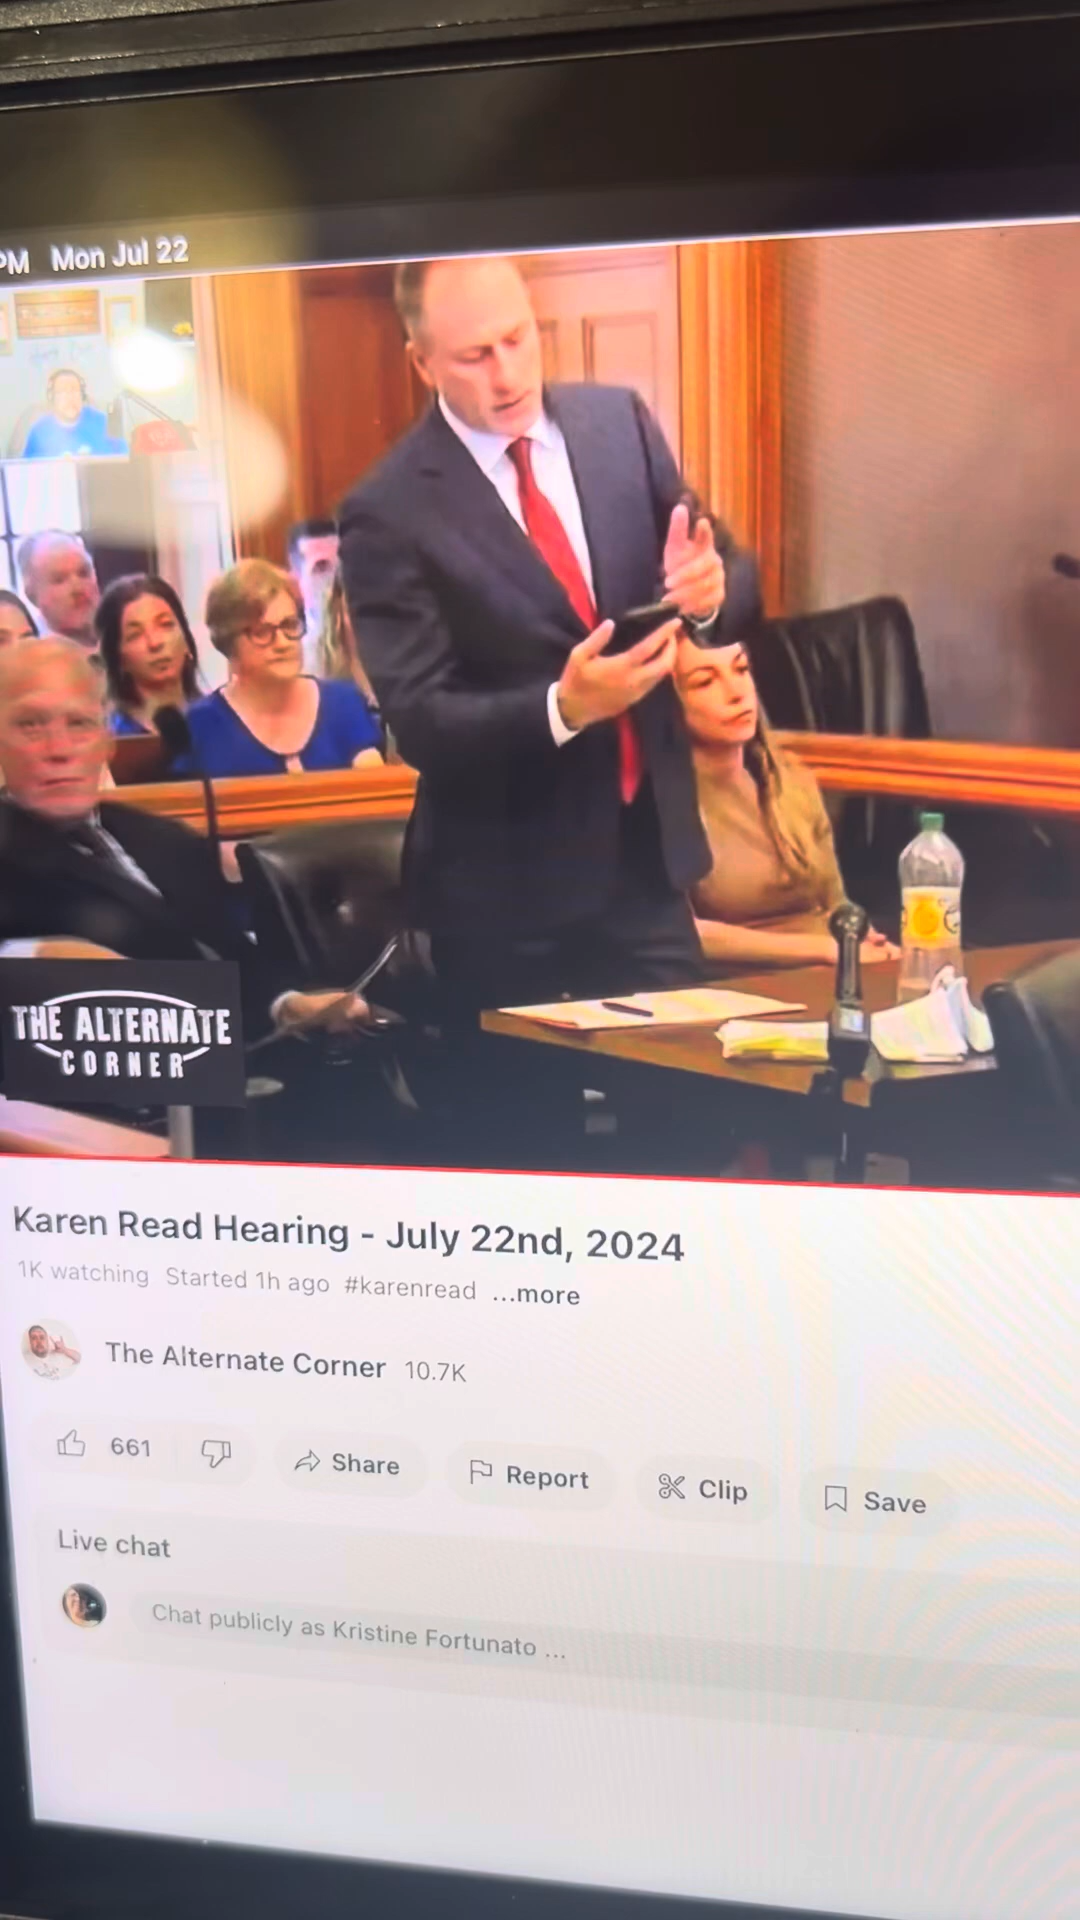 PM Mon Jul 22
THE ALTERNATE
CORNER
Karen Read Hearing - July 22nd, 2024
1K watching Started 1h ago #karenread ...more
The Alternate Corner 10.7K
661 Share Report Clip Save
Live chat
Chat publicly as Kristine Fortunato ...